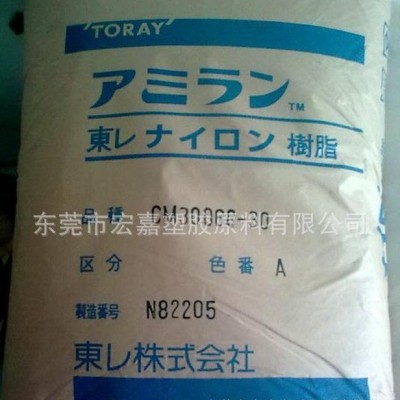 'TORAY'
アミラン™
東レナイロン 樹脂
品種
东莞市宏嘉塑胶原料有限公司
区分 色番 A
製造番号 N82205
東レ株式会社